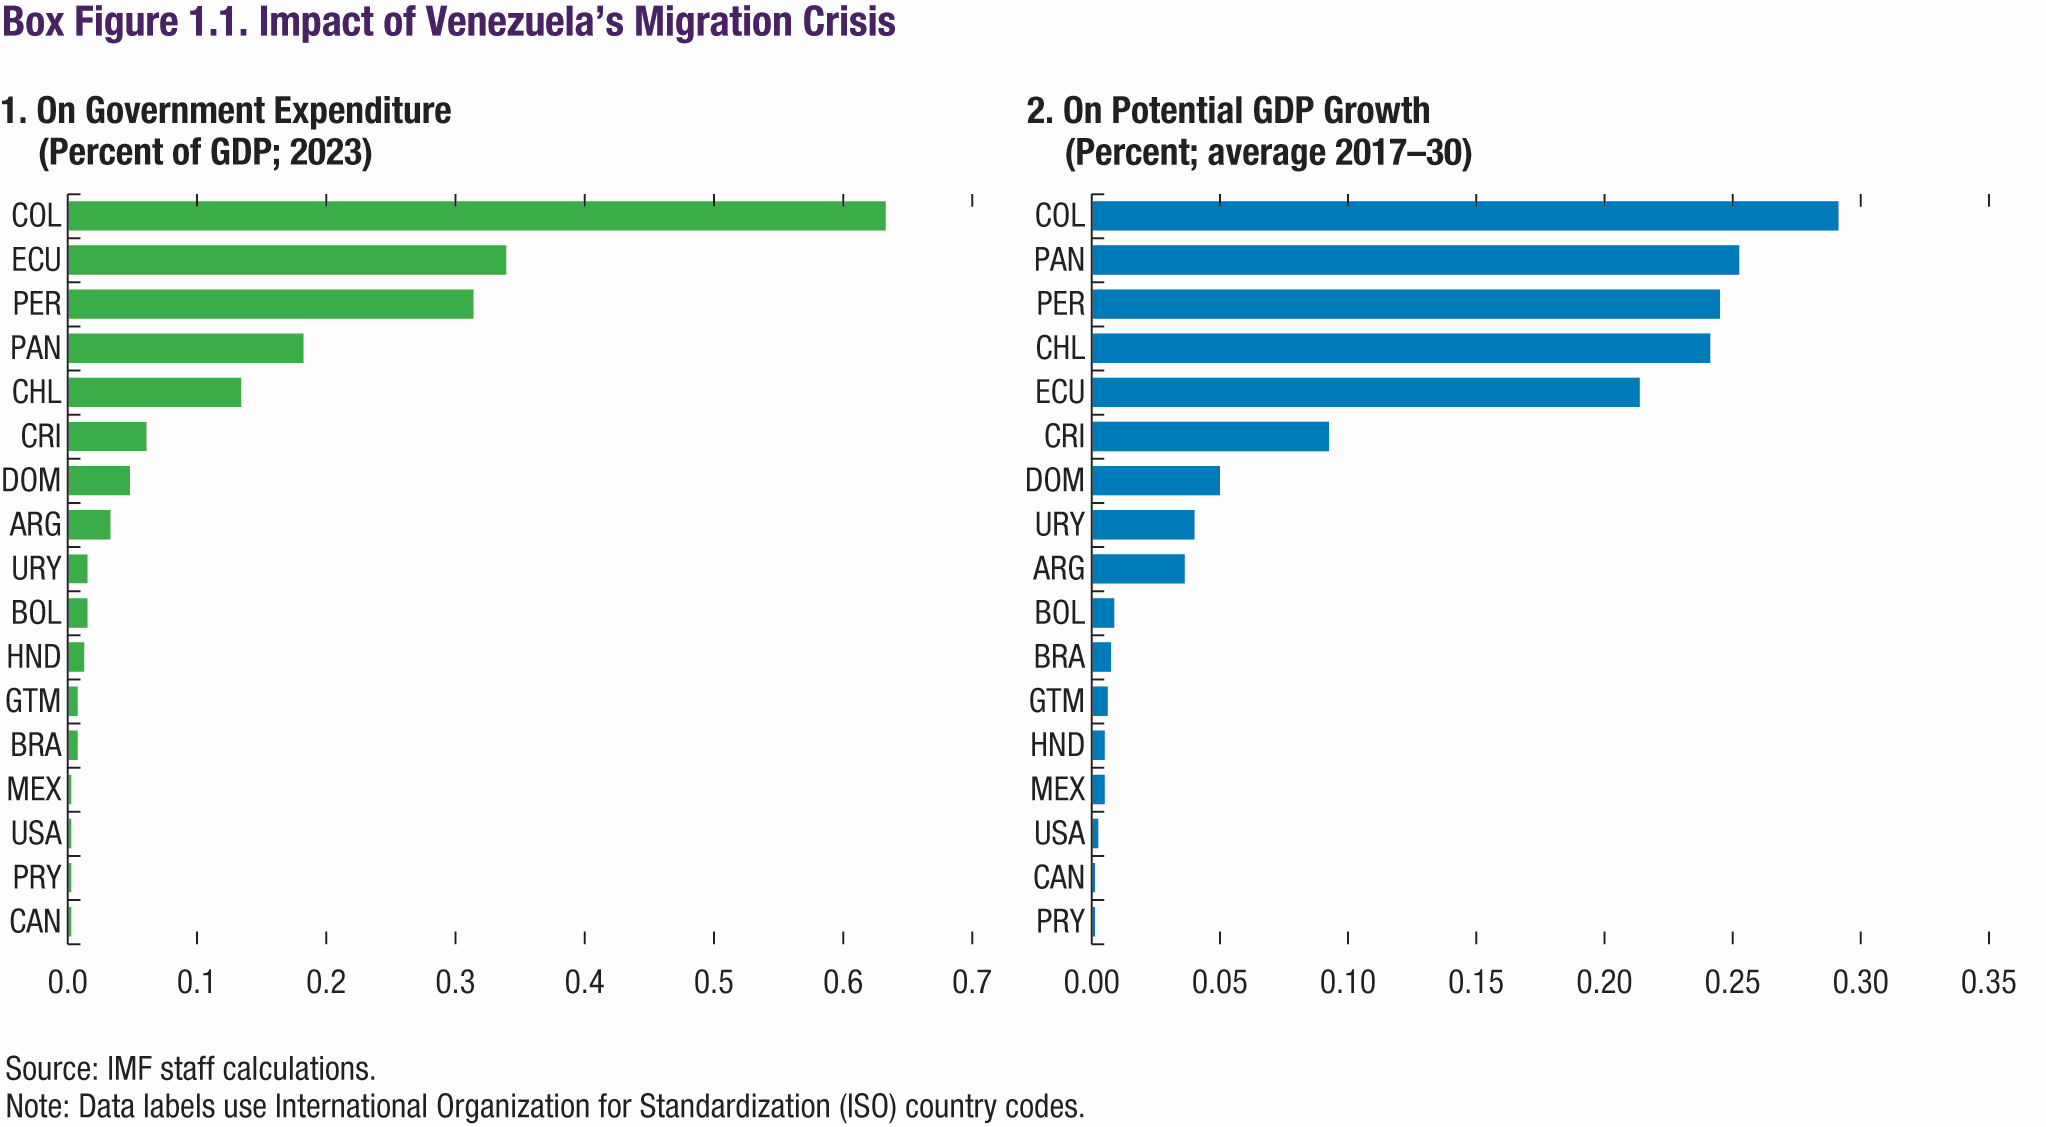 Box Figure 1.1. Impact of Venezuela’s Migration Crisis
1. On Government Expenditure
(Percent of GDP; 2023)
COL
ECU
PER
PAN
CHL
CRI
DOM
ARG
URY
BOL
HND
GTM
BRA
MEX
USA
PRY
CAN
0.0 0.1 0.2 0.3 0.4 0.5 0.6 0.7
2. On Potential GDP Growth
(Percent; average 2017–30)
COL
PAN
PER
CHL
ECU
CRI
DOM
URY
ARG
BOL
BRA
GTM
HND
MEX
USA
CAN
PRY
0.00 0.05 0.10 0.15 0.20 0.25 0.30 0.35
Source: IMF staff calculations.
Note: Data labels use International Organization for Standardization (ISO) country codes.